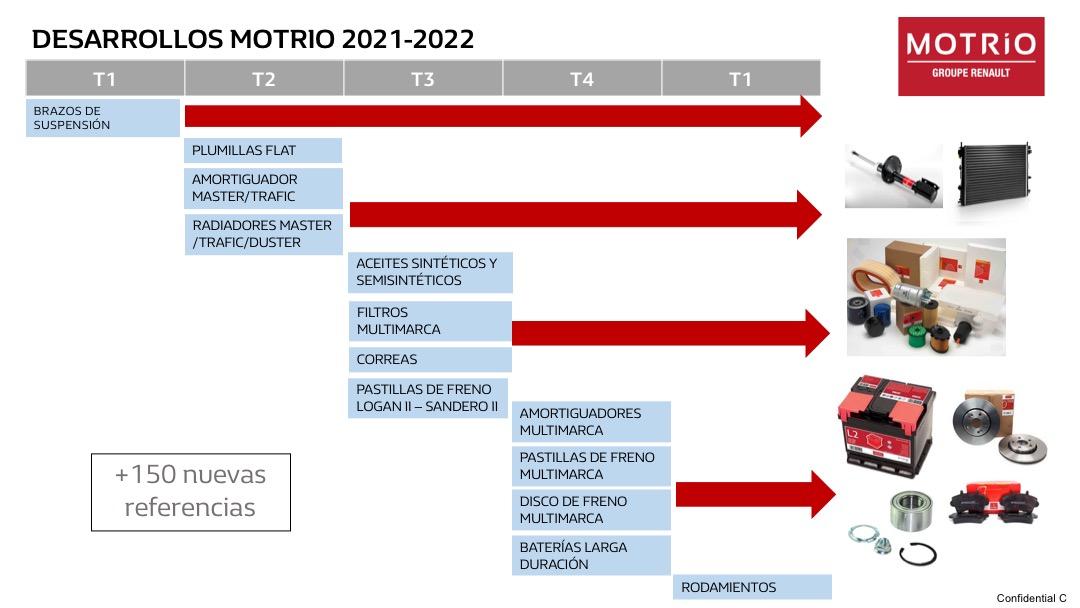 DESARROLLOS MOTRIO 2021-2022
MOTRiO
GROUPE RENAULT
T1 T2 T3 T4 T1
BRAZOS DE
SUSPENSIÓN
PLUMILLAS FLAT
AMORTIGUADOR
MASTER/TRAFIC
RADIADORES MASTER
/TRAFIC/DUSTER
ACEITES SINTÉTICOS Y
SEMISINTÉTICOS
FILTROS
MULTIMARCA
CORREAS
PASTILLAS DE FRENO
LOGAN II – SANDERO II
AMORTIGUADORES
MULTIMARCA
PASTILLAS DE FRENO
MULTIMARCA
DISCO DE FRENO
MULTIMARCA
BATERÍAS LARGA
DURACIÓN
RODAMIENTOS
+150 nuevas
referencias
L2
Confidential C